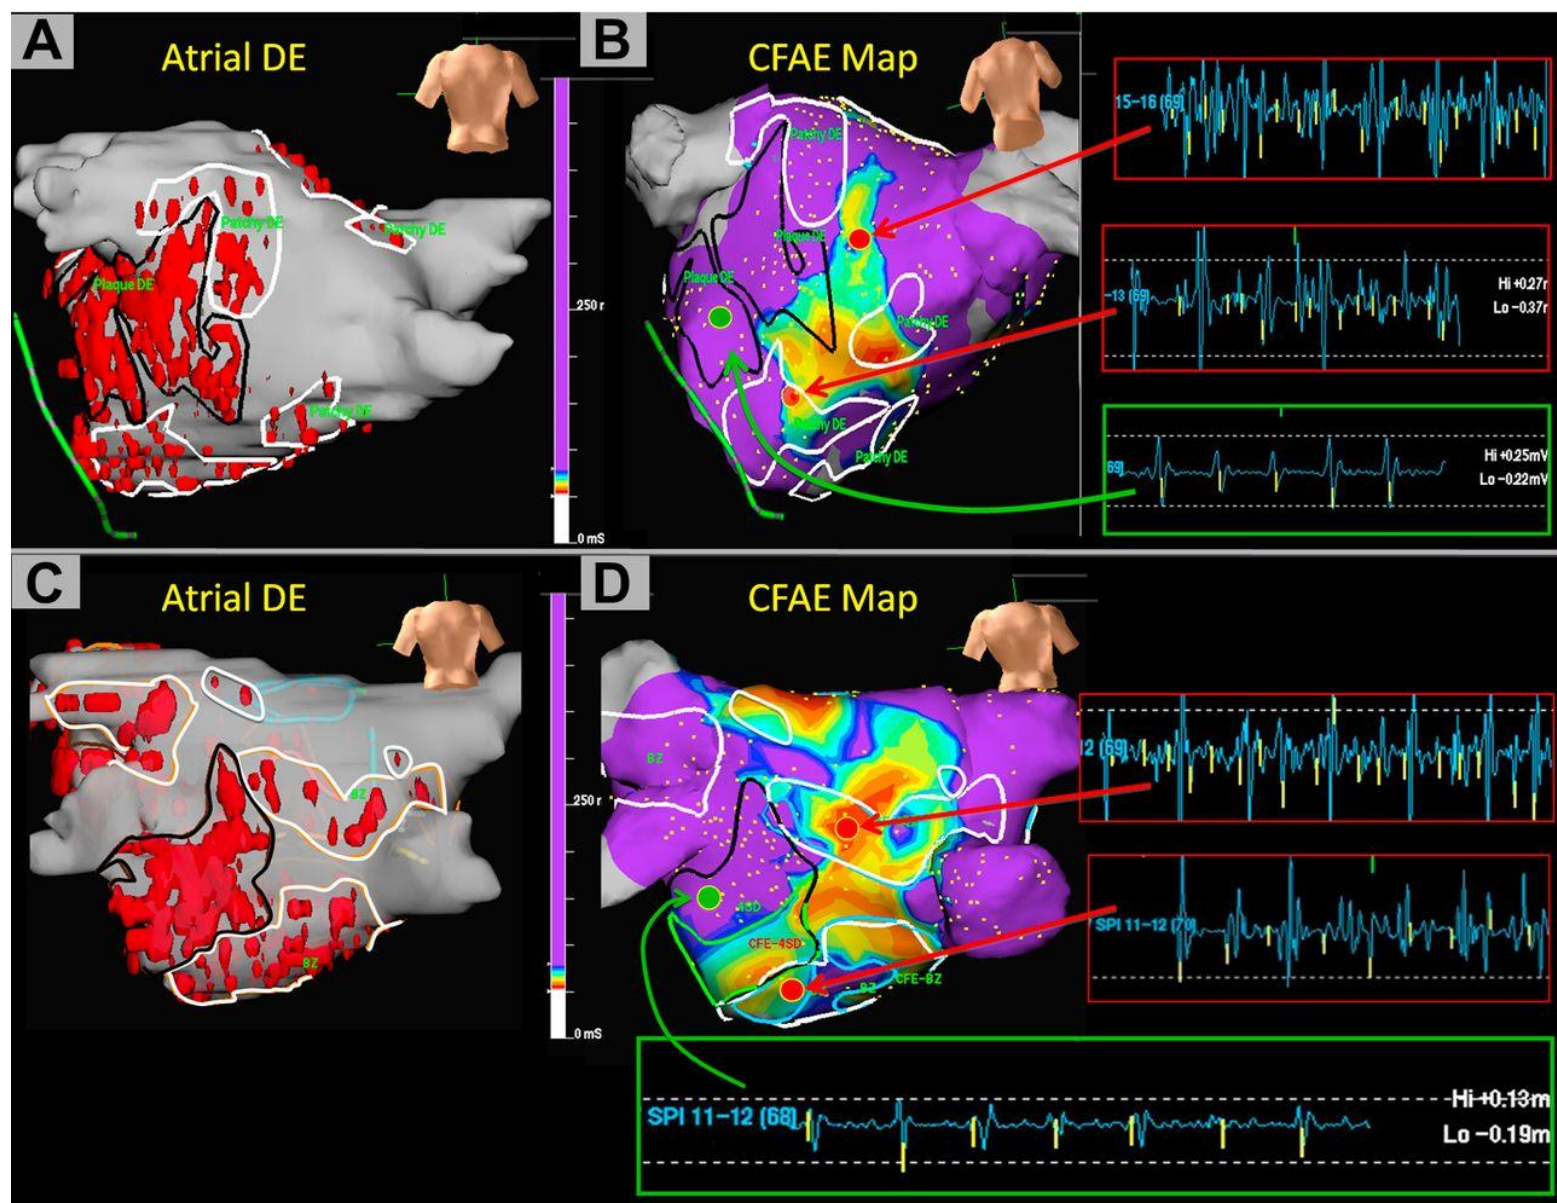 A
Atrial DE
Patchy DE
Patchy DE
Plaque DE
Patchy DE
250 r
0 mS
B
CFAE Map
Patchy DE
Plaque DE
Plaque DE
Patchy DE
Patchy DE
Patchy DE
15-16 (69)
-13 (69)
Hi +0.27r
Lo -0.37r
69)
Hi +0.25mV
Lo -0.22mV
C
Atrial DE
BZ
BZ
250 r
0 mS
D
CFAE Map
BZ
4SD
CFE-4SD
CFE-BZ
BZ
12 (69)
SPI 11-12 (70)
SPI 11-12 (68)
Hi +0.13m
Lo -0.19m